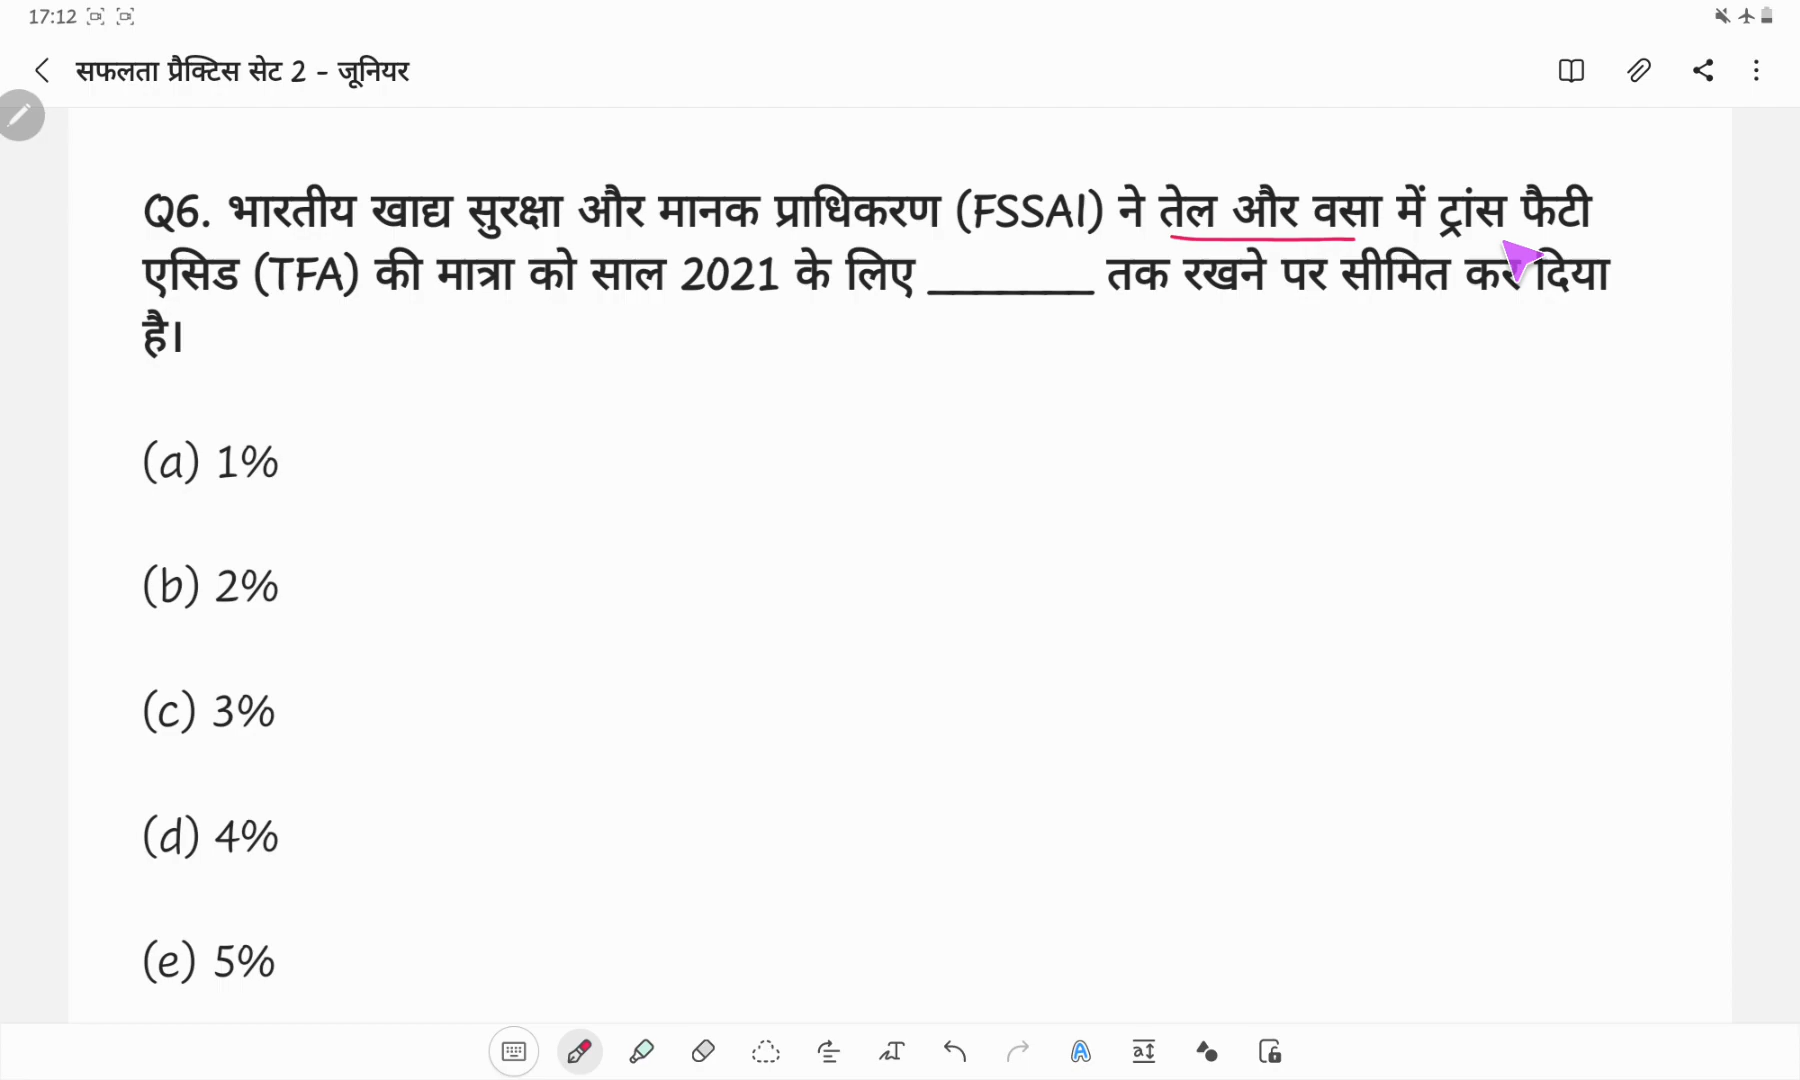 17:12
सफलता प्रैक्टिस सेट 2 - जूनियर
Q6. भारतीय खाद्य सुरक्षा और मानक प्राधिकरण (FSSAI) ने तेल और वसा में ट्रांस फैटी
एसिड (TFA) की मात्रा को साल 2021 के लिए _______ तक रखने पर सीमित कर दिया
है।
(a) 1%
(b) 2%
(c) 3%
(d) 4%
(e) 5%